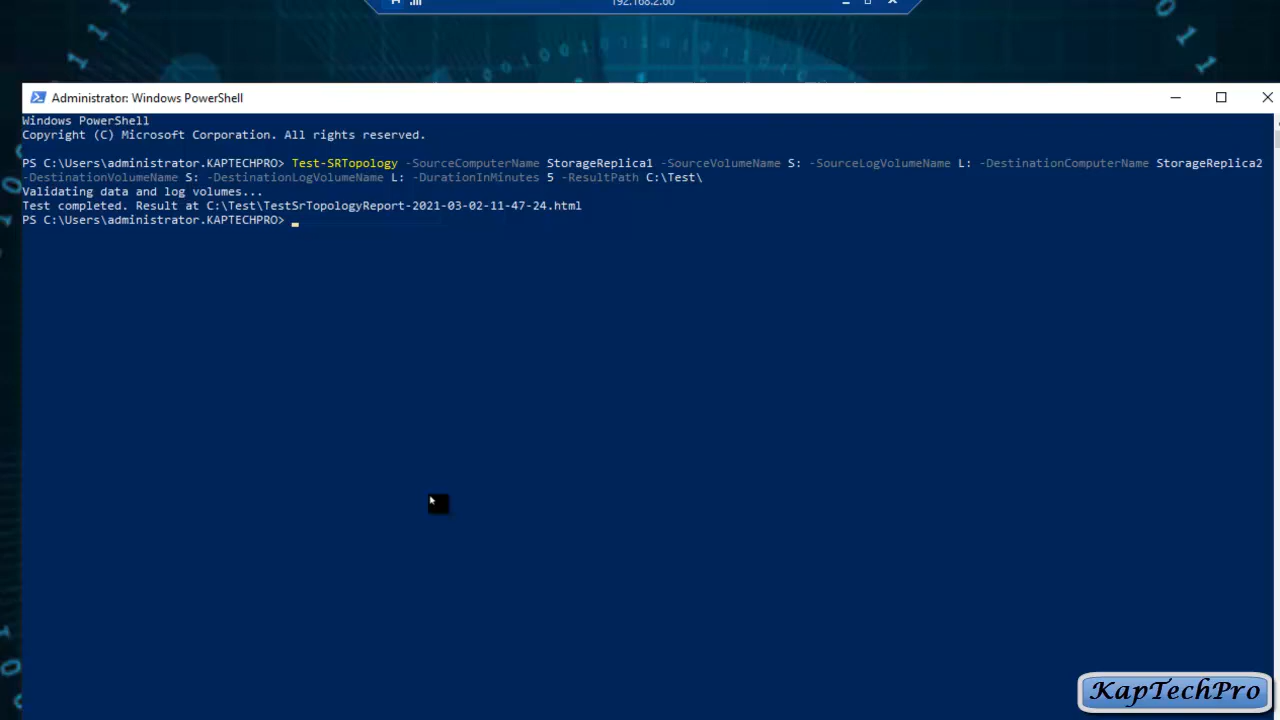 192.168.2.60
Administrator: Windows PowerShell
Windows PowerShell
Copyright (C) Microsoft Corporation. All rights reserved.
PS C:\Users\administrator.KAPTECHPRO> Test-SRTopology -SourceComputerName StorageReplica1 -SourceVolumeName S: -SourceLogVolumeName L: -DestinationComputerName StorageReplica2
-DestinationVolumeName S: -DestinationLogVolumeName L: -DurationInMinutes 5 -ResultPath C:\Test\
Validating data and log volumes...
Test completed. Result at C:\Test\TestSrTopologyReport-2021-03-02-11-47-24.html
PS C:\Users\administrator.KAPTECHPRO>
KapTechPro